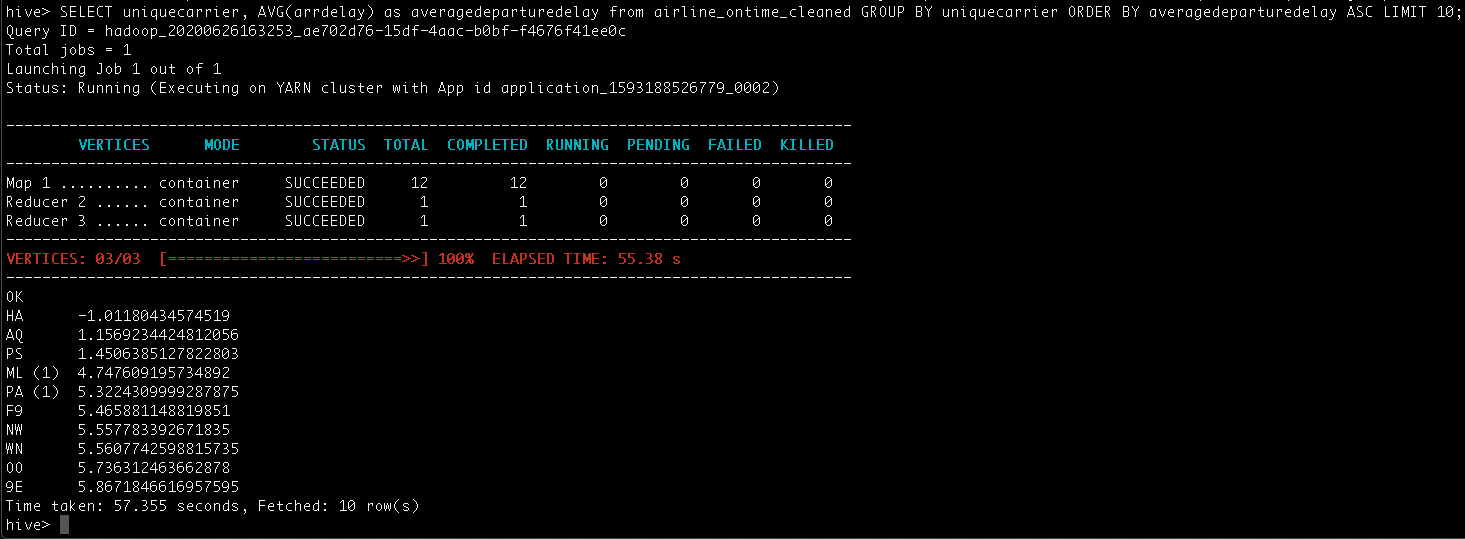 hive> SELECT uniquecarrier, AVG(arrdelay) as averagedeparturedelay from airline_ontime_cleaned GROUP BY uniquecarrier ORDER BY averagedeparturedelay ASC LIMIT 10;
Query ID = hadoop_20200626163253_ae702d76-15df-4aac-b0bf-f4676f41ee0c
Total jobs = 1
Launching Job 1 out of 1
Status: Running (Executing on YARN cluster with App id application_1593188526779_0002)
----------------------------------------------------------------------------------------------
VERTICES MODE STATUS TOTAL COMPLETED RUNNING PENDING FAILED KILLED
----------------------------------------------------------------------------------------------
Map 1 .......... container SUCCEEDED 12 12 0 0 0 0
Reducer 2 ...... container SUCCEEDED 1 1 0 0 0 0
Reducer 3 ...... container SUCCEEDED 1 1 0 0 0 0
----------------------------------------------------------------------------------------------
VERTICES: 03/03 [==========================>>] 100% ELAPSED TIME: 55.38 s
----------------------------------------------------------------------------------------------
OK
HA -1.01180434574519
AQ 1.1569234424812056
PS 1.4506385127822803
ML (1) 4.747609195734892
PA (1) 5.3224309999287875
F9 5.465881148819851
NW 5.557783392671835
WN 5.5607742598815735
OO 5.736312463662878
9E 5.8671846616957595
Time taken: 57.355 seconds, Fetched: 10 row(s)
hive>